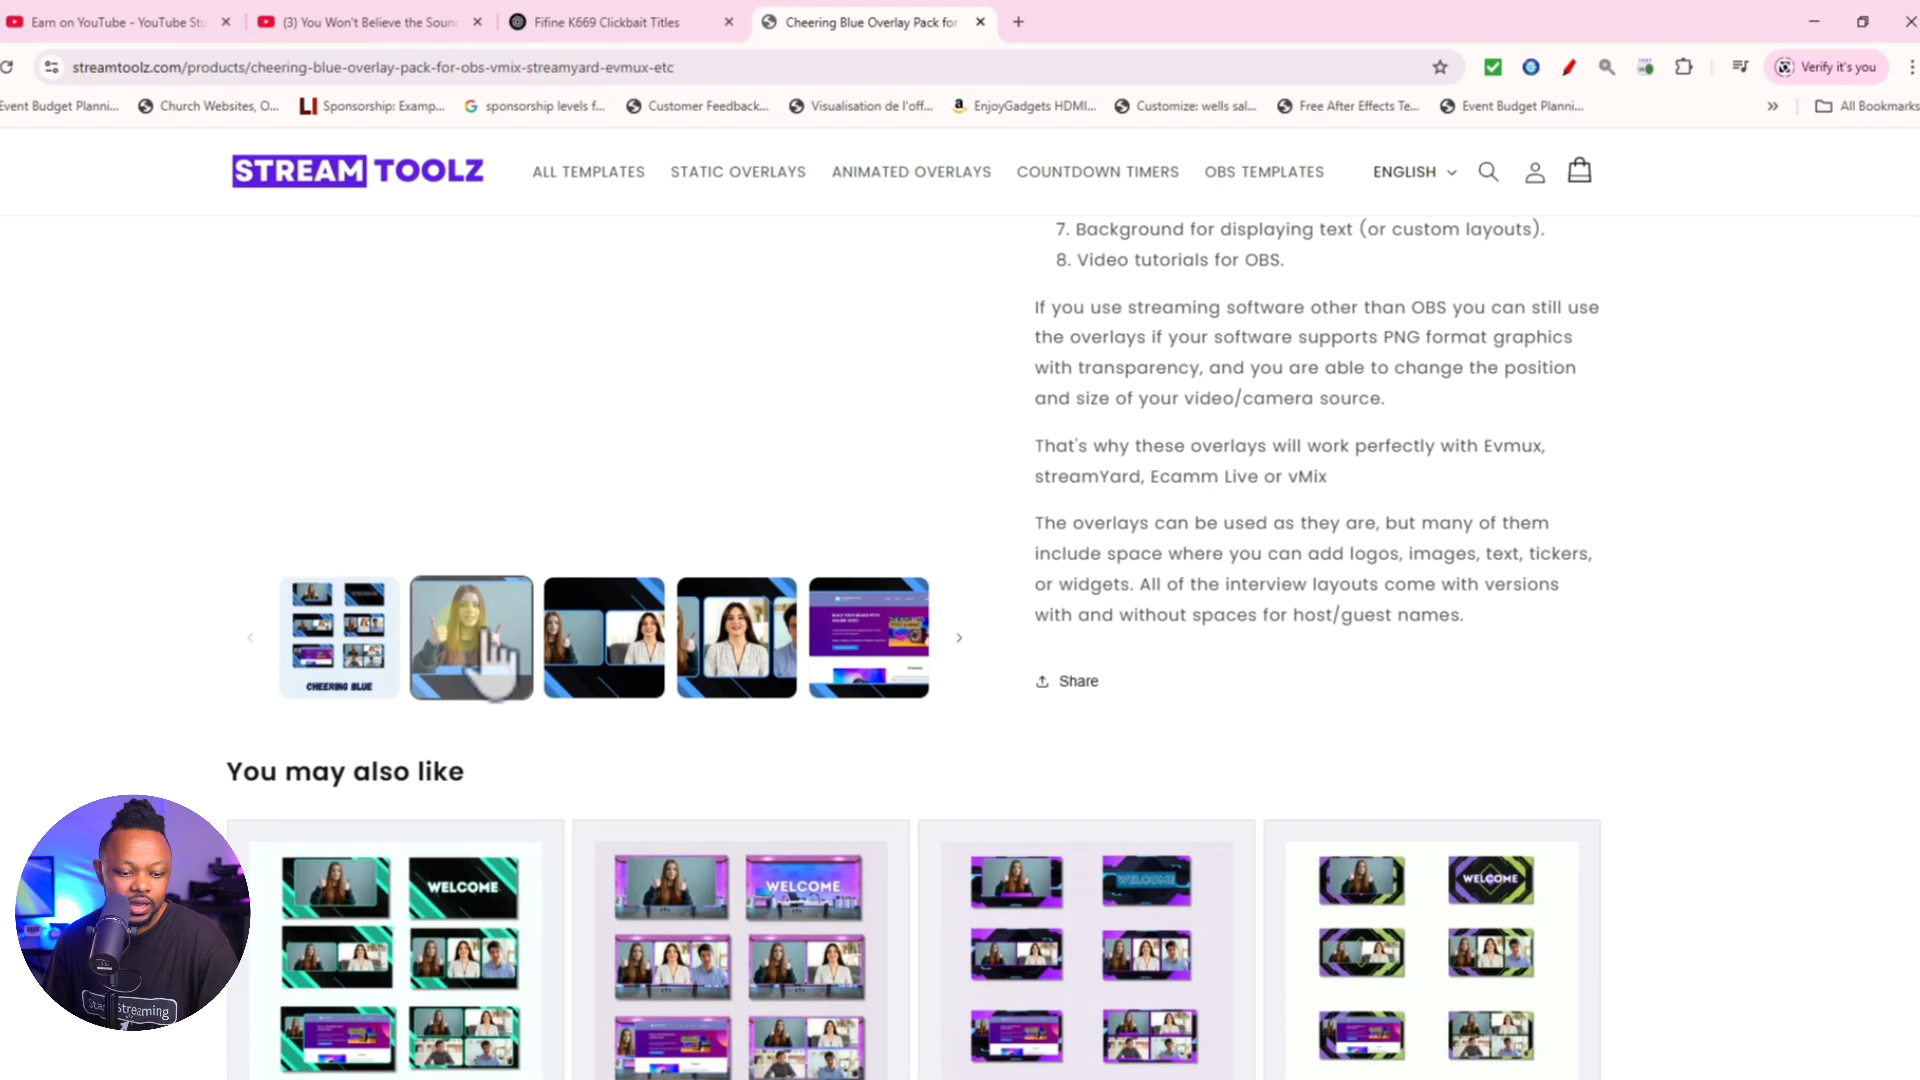 Earn on YouTube - YouTube Stu
(3) You Won't Believe the Soun
Fifine K669 Clickbait Titles
Cheering Blue Overlay Pack for
streamtoolz.com/products/cheering-blue-overlay-pack-for-obs-vmix-streamyard-evmux-etc
Verify it's you
Event Budget Planni...
Church Websites, O...
Sponsorship: Examp...
sponsorship levels f...
Customer Feedback...
Visualisation de l'off...
EnjoyGadgets HDMI...
Customize: wells sal...
Free After Effects Te...
Event Budget Planni...
All Bookmarks
STREAM TOOLZ
ALL TEMPLATES
STATIC OVERLAYS
ANIMATED OVERLAYS
COUNTDOWN TIMERS
OBS TEMPLATES
ENGLISH
7. Background for displaying text (or custom layouts).
8. Video tutorials for OBS.
If you use streaming software other than OBS you can still use
the overlays if your software supports PNG format graphics
with transparency, and you are able to change the position
and size of your video/camera source.
That's why these overlays will work perfectly with Evmux,
streamYard, Ecamm Live or vMix
The overlays can be used as they are, but many of them
include space where you can add logos, images, text, tickers,
or widgets. All of the interview layouts come with versions
with and without spaces for host/guest names.
CHEERING BLUE
Share
You may also like
WELCOME
WELCOME
WELCOME
WELCOME
Streaming